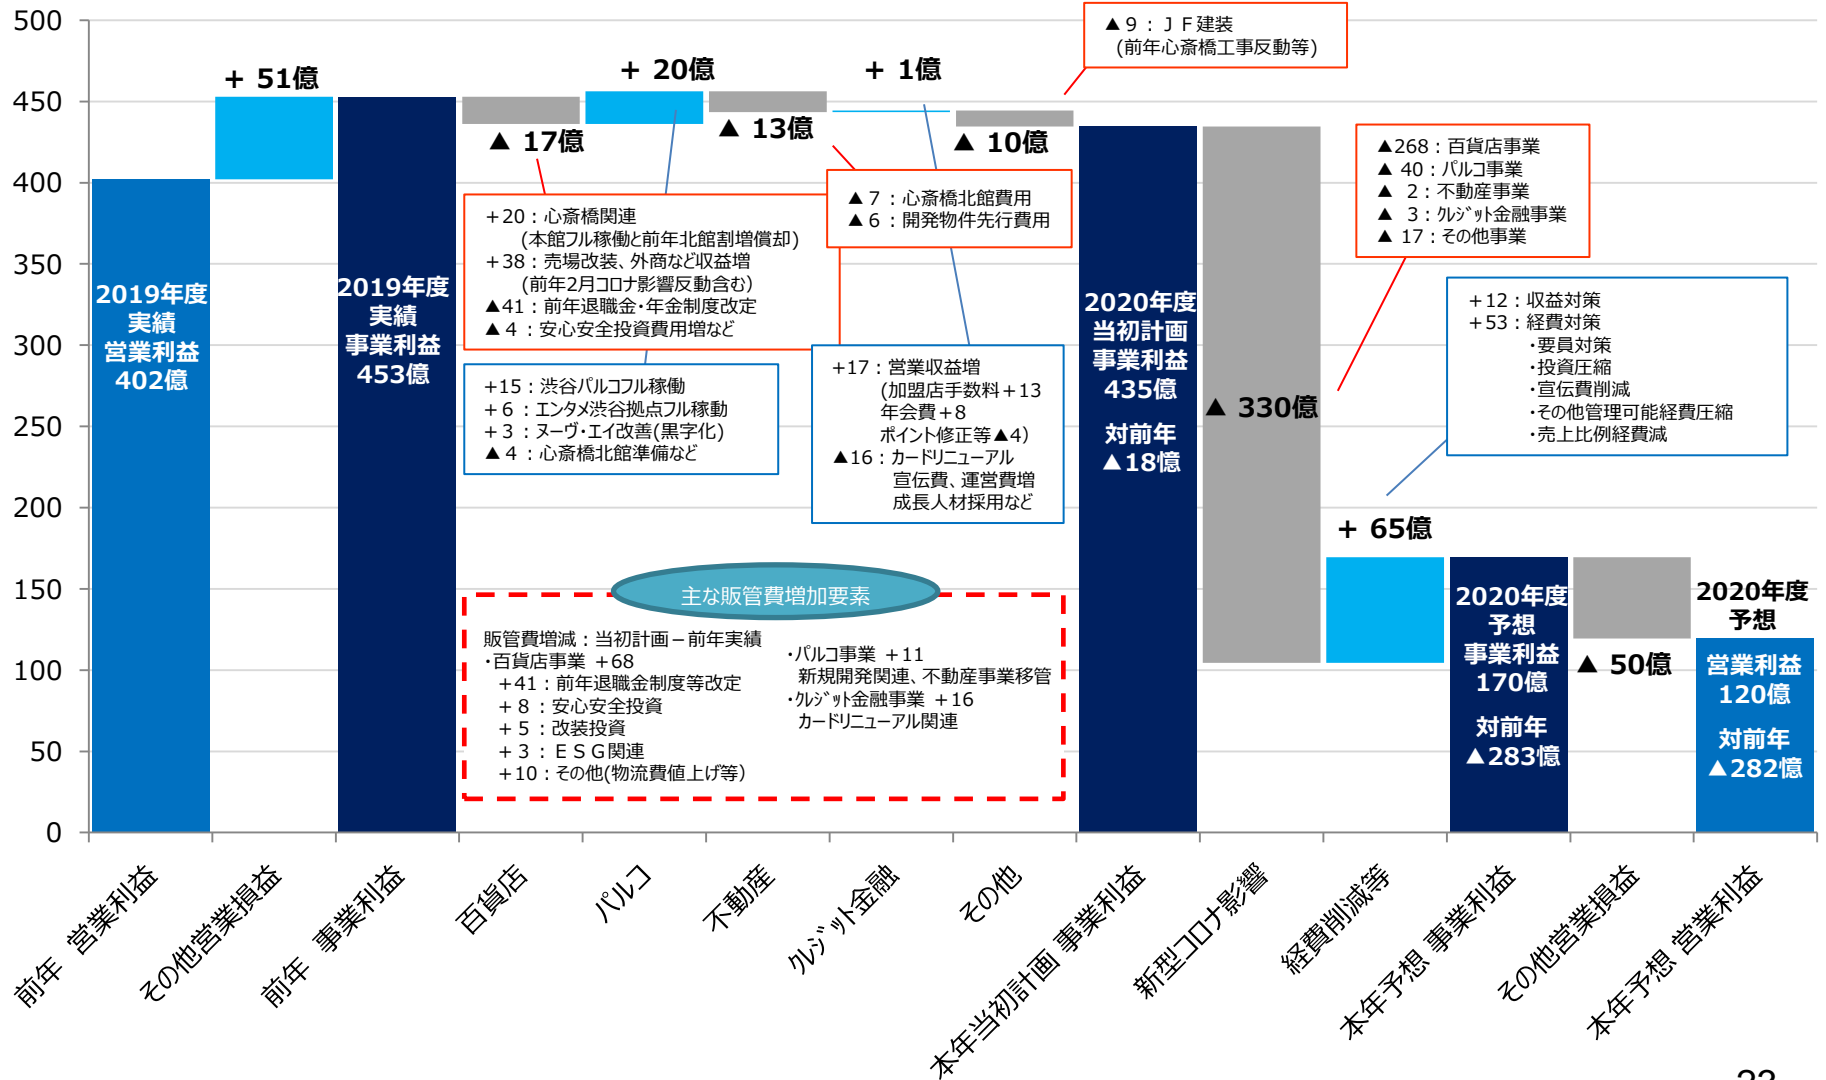 500
450
400
350
300
250
200
150
100
50
0
2019年度
実績
営業利益
402億
+ 51億
2019年度
実績
事業利益
453億
▲ 17億
+ 20億
▲ 13億
+ 1億
▲ 10億
▲9：ＪＦ建装
(前年心斎橋工事反動等)
+20：心斎橋関連
(本館フル稼働と前年北館割増償却)
+38：売場改装、外商など収益増
(前年2月コロナ影響反動含む)
▲41：前年退職金・年金制度改定
▲ 4：安心安全投資費用増など
+15：渋谷パルコフル稼働
+ 6：エンタメ渋谷拠点フル稼動
+ 3：ヌーヴ・エイ改善(黒字化)
▲ 4：心斎橋北館準備など
▲ 7：心斎橋北館費用
▲ 6：開発物件先行費用
+17：営業収益増
(加盟店手数料+13
年会費+8
ポイント修正等▲4)
▲16：カードリニューアル
宣伝費、運営費増
成長人材採用など
2020年度
当初計画
事業利益
435億
対前年
▲18憶
▲ 330億
▲268：百貨店事業
▲ 40：パルコ事業
▲ 2：不動産事業
▲ 3：ｸﾚｼﾞｯﾄ金融事業
▲ 17：その他事業
+12：収益対策
+53：経費対策
・要員対策
・投資圧縮
・宣伝費削減
・その他管理可能経費圧縮
・売上比例経費減
+ 65億
2020年度
予想
事業利益
170億
対前年
▲283憶
▲ 50億
2020年度
予想
営業利益
120億
対前年
▲282憶
主な販管費増加要素
販管費増減：当初計画－前年実績
・百貨店事業 +68
+41：前年退職金制度等改定
+ 8：安心安全投資
+ 5：改装投資
+ 3：ＥＳＧ関連
+10：その他(物流費値上げ等)
・パルコ事業 +11
新規開発関連、不動産事業移管
・ｸﾚｼﾞｯﾄ金融事業 +16
カードリニューアル関連
前年 営業利益
その他営業損益
前年 事業利益
百貨店
パルコ
不動産
ｸﾚｼﾞｯﾄ金融
その他
本年当初計画 事業利益
新型コロナ影響
経費削減等
本年予想 事業利益
その他営業損益
本年予想 営業利益